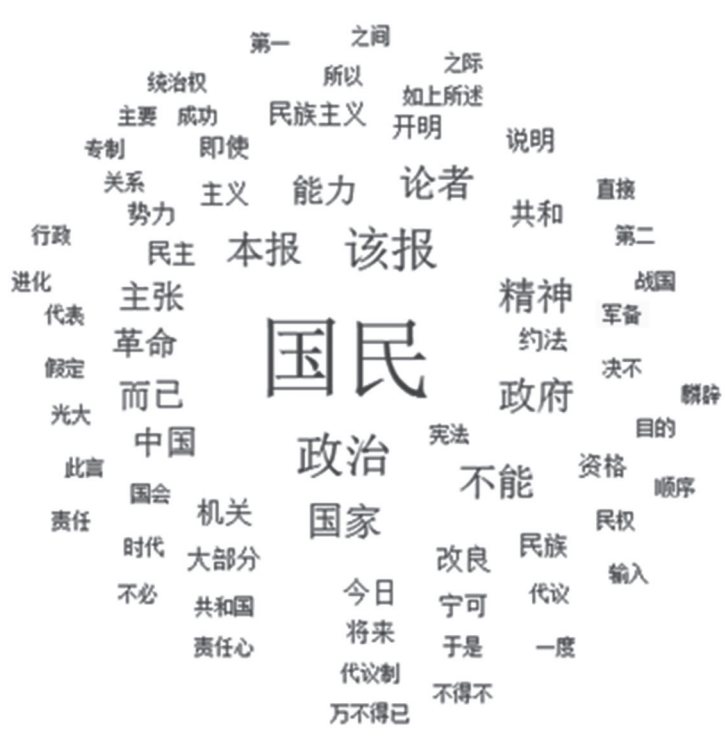 第一
之间
之际
统治权
所以
如上所述
主要
成功
民族主义
开明
说明
专制
即使
关系
主义
能力
论者
直接
势力
共和
行政
民主
本报
该报
第二
进化
主张
精神
战国
代表
军备
革命
国民
约法
假定
决不
而已
政府
光大
中国
政治
宪法
目的
此言
不能
资格
国会
顺序
责任
机关
国家
民权
时代
大部分
改良
民族
输入
不必
共和国
今日
宁可
代议
责任心
将来
于是
一度
代议制
不得不
万不得已